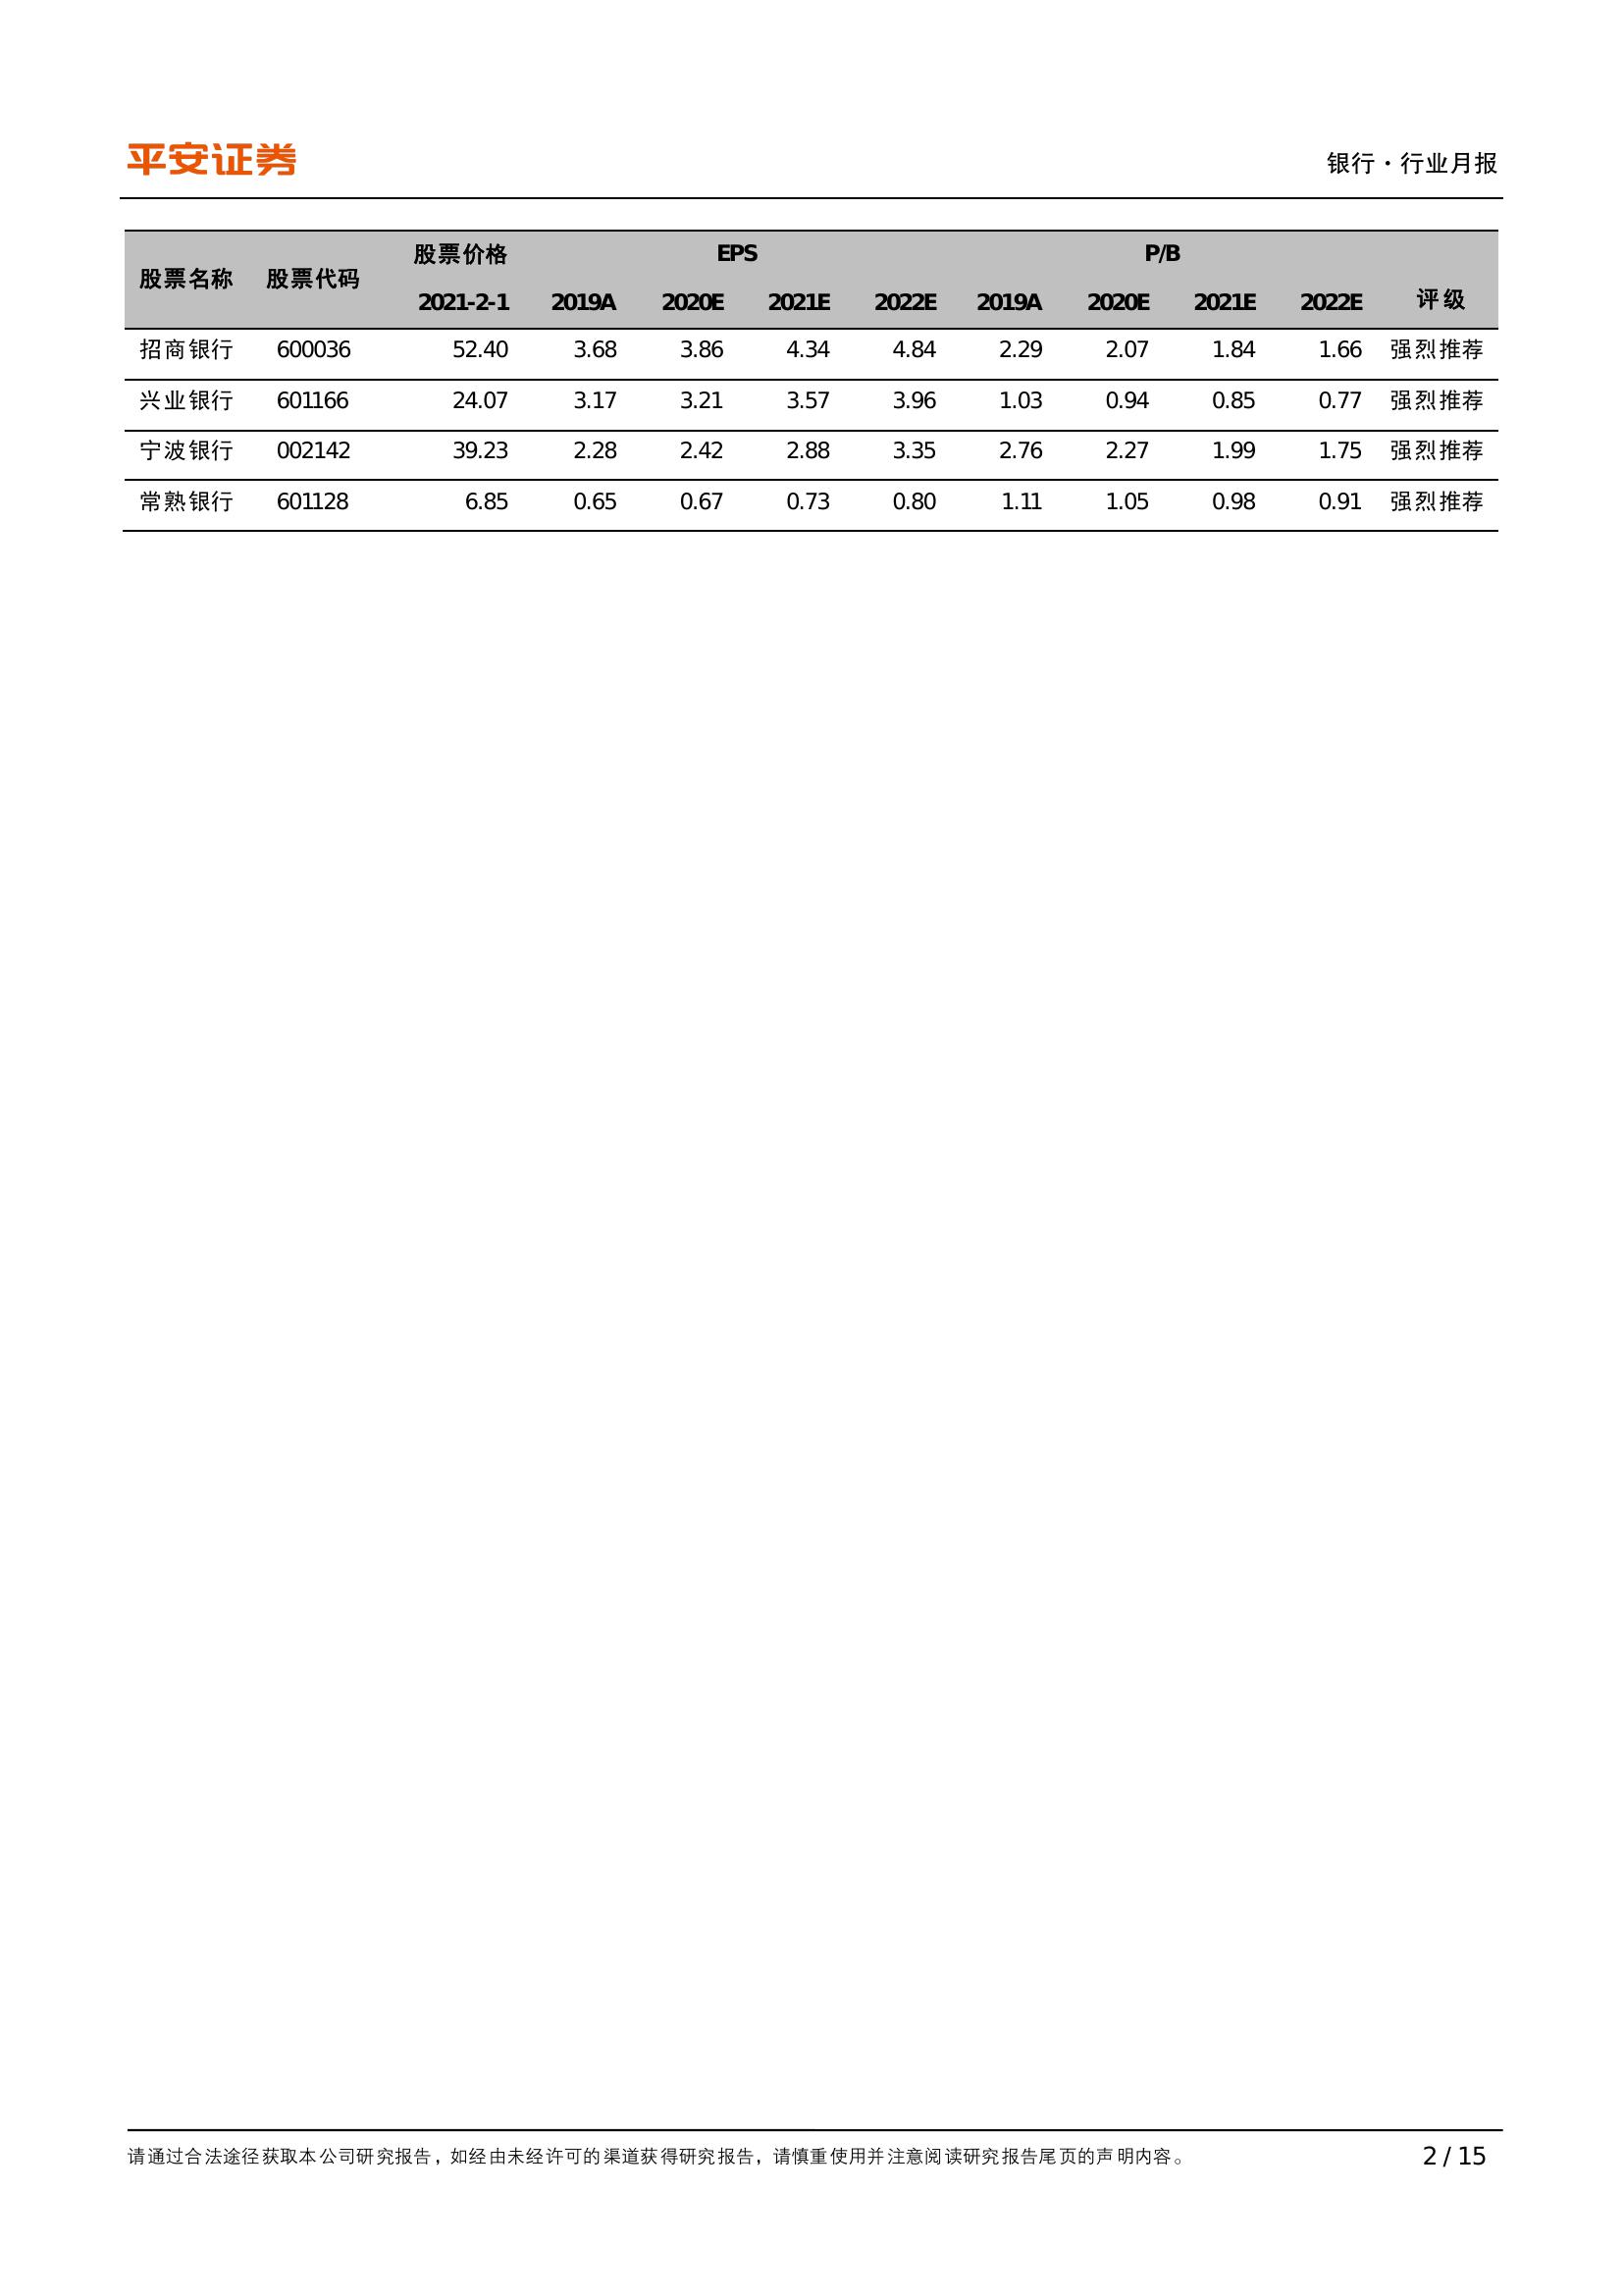 平安证券
银行·行业月报
股票价格 EPS P/B
股票名称 股票代码
2021-2-1 2019A 2020E 2021E 2022E 2019A 2020E 2021E 2022E 评级
招商银行 600036 52.40 3.68 3.86 4.34 4.84 2.29 2.07 1.84 1.66 强烈推荐
兴业银行 601166 24.07 3.17 3.21 3.57 3.96 1.03 0.94 0.85 0.77 强烈推荐
宁波银行 002142 39.23 2.28 2.42 2.88 3.35 2.76 2.27 1.99 1.75 强烈推荐
常熟银行 601128 6.85 0.65 0.67 0.73 0.80 1.11 1.05 0.98 0.91 强烈推荐
请通过合法途径获取本公司研究报告，如经由未经许可的渠道获得研究报告，请慎重使用并注意阅读研究报告尾页的声明内容。 2 / 15